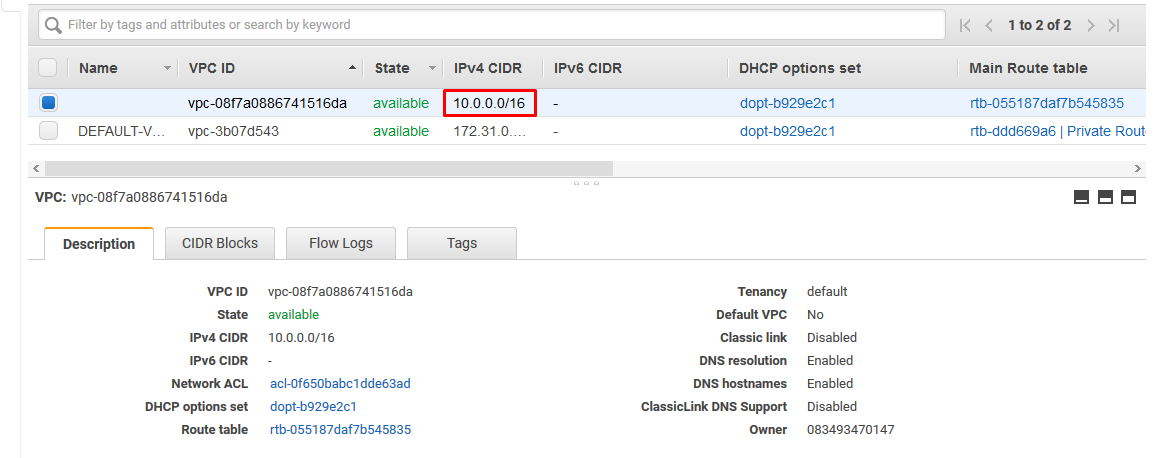 Filter by tags and attributes or search by keyword 1 to 2 of 2
Name VPC ID State IPv4 CIDR IPv6 CIDR DHCP options set Main Route table
vpc-08f7a0886741516da available 10.0.0.0/16 - dopt-b929e2c1 rtb-055187daf7b545835
DEFAULT-V... vpc-3b07d543 available 172.31.0.... - dopt-b929e2c1 rtb-ddd669a6 | Private Rout
VPC: vpc-08f7a0886741516da
Description CIDR Blocks Flow Logs Tags
VPC ID vpc-08f7a0886741516da Tenancy default
State available Default VPC No
IPv4 CIDR 10.0.0.0/16 Classic link Disabled
IPv6 CIDR - DNS resolution Enabled
Network ACL acl-0f650babc1dde63ad DNS hostnames Enabled
DHCP options set dopt-b929e2c1 ClassicLink DNS Support Disabled
Route table rtb-055187daf7b545835 Owner 083493470147